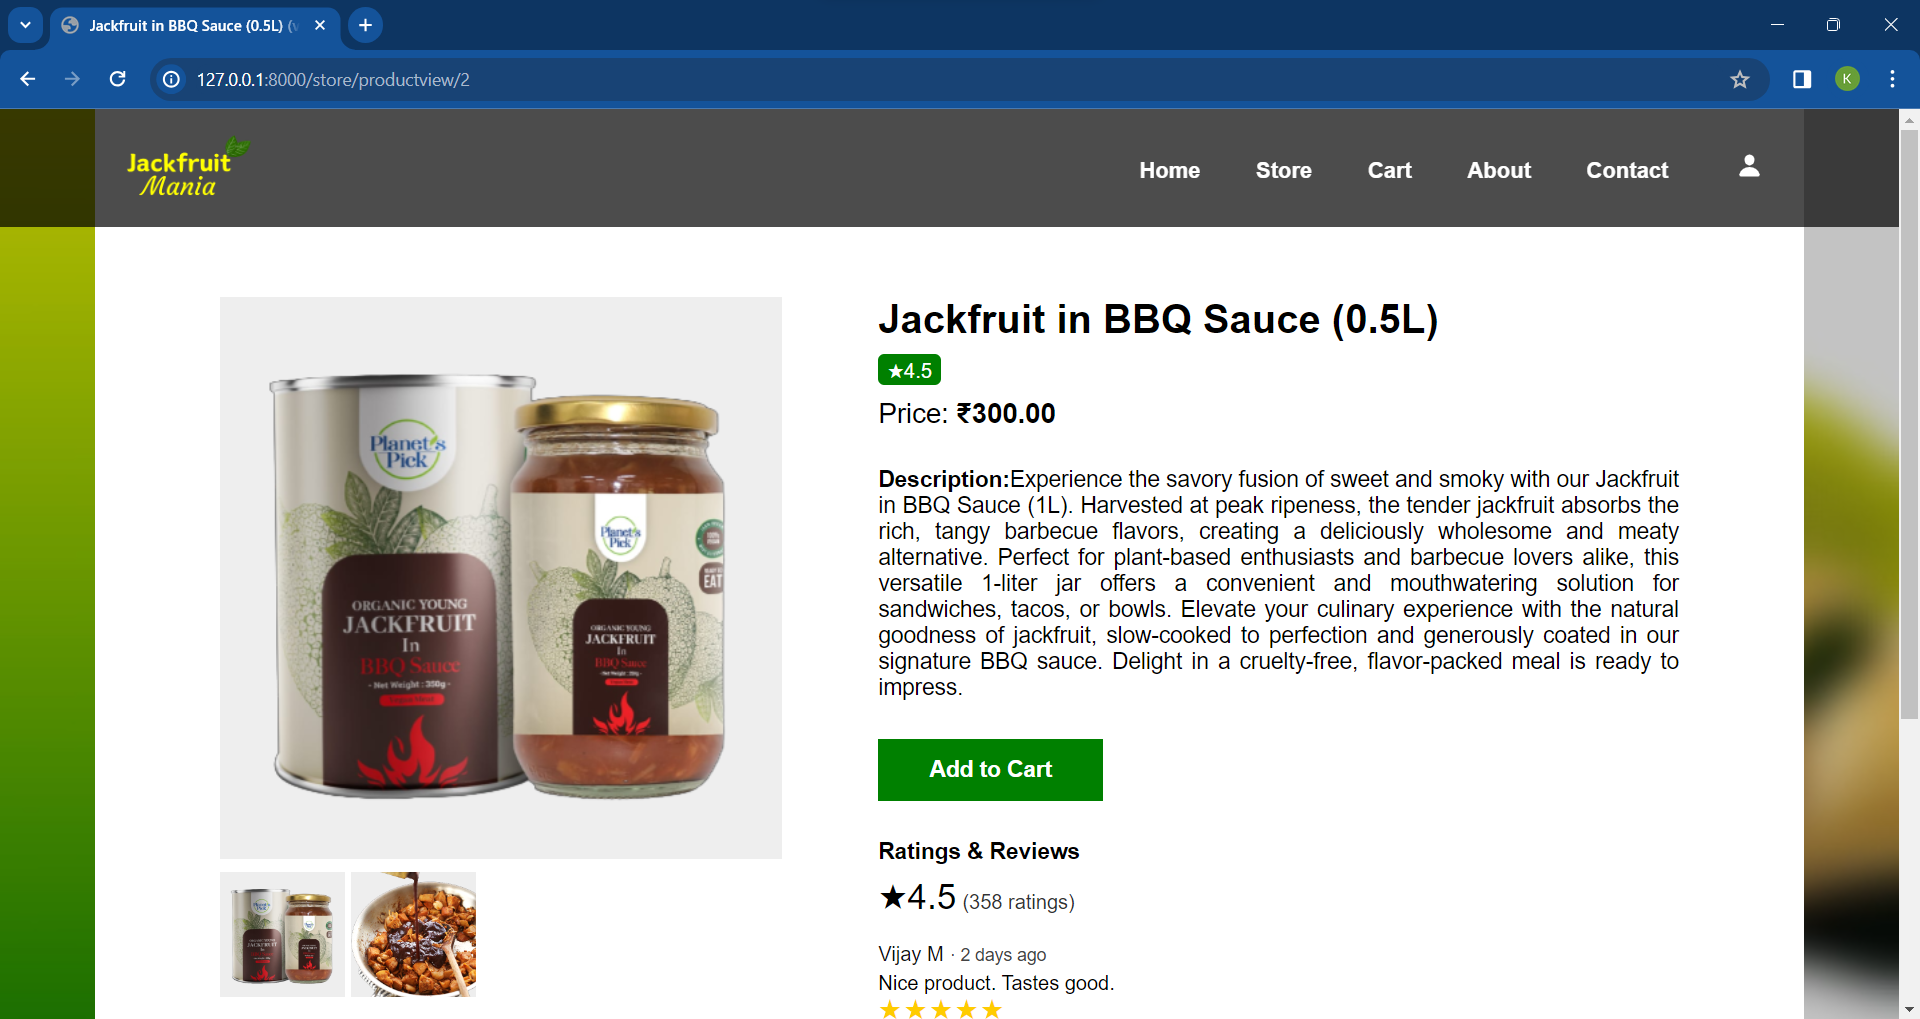 Jackfruit in BBQ Sauce (0.5L)
127.0.0.1:8000/store/productview/2
K
Jackfruit
Mania
Home
Store
Cart
About
Contact
Planet's
Pick
ORGANIC YOUNG
JACKFRUIT
In
BBQ Sauce
- Net Weight : 350g -
Planet's
Pick
EAT
ORGANIC YOUNG
JACKFRUIT
In
BBQ Sauce
Jackfruit in BBQ Sauce (0.5L)
★4.5
Price: ₹300.00
Description:Experience the savory fusion of sweet and smoky with our Jackfruit
in BBQ Sauce (1L). Harvested at peak ripeness, the tender jackfruit absorbs the
rich, tangy barbecue flavors, creating a deliciously wholesome and meaty
alternative. Perfect for plant-based enthusiasts and barbecue lovers alike, this
versatile 1-liter jar offers a convenient and mouthwatering solution for
sandwiches, tacos, or bowls. Elevate your culinary experience with the natural
goodness of jackfruit, slow-cooked to perfection and generously coated in our
signature BBQ sauce. Delight in a cruelty-free, flavor-packed meal is ready to
impress.
Add to Cart
Ratings & Reviews
★4.5 (358 ratings)
Vijay M · 2 days ago
Nice product. Tastes good.
★★★★★